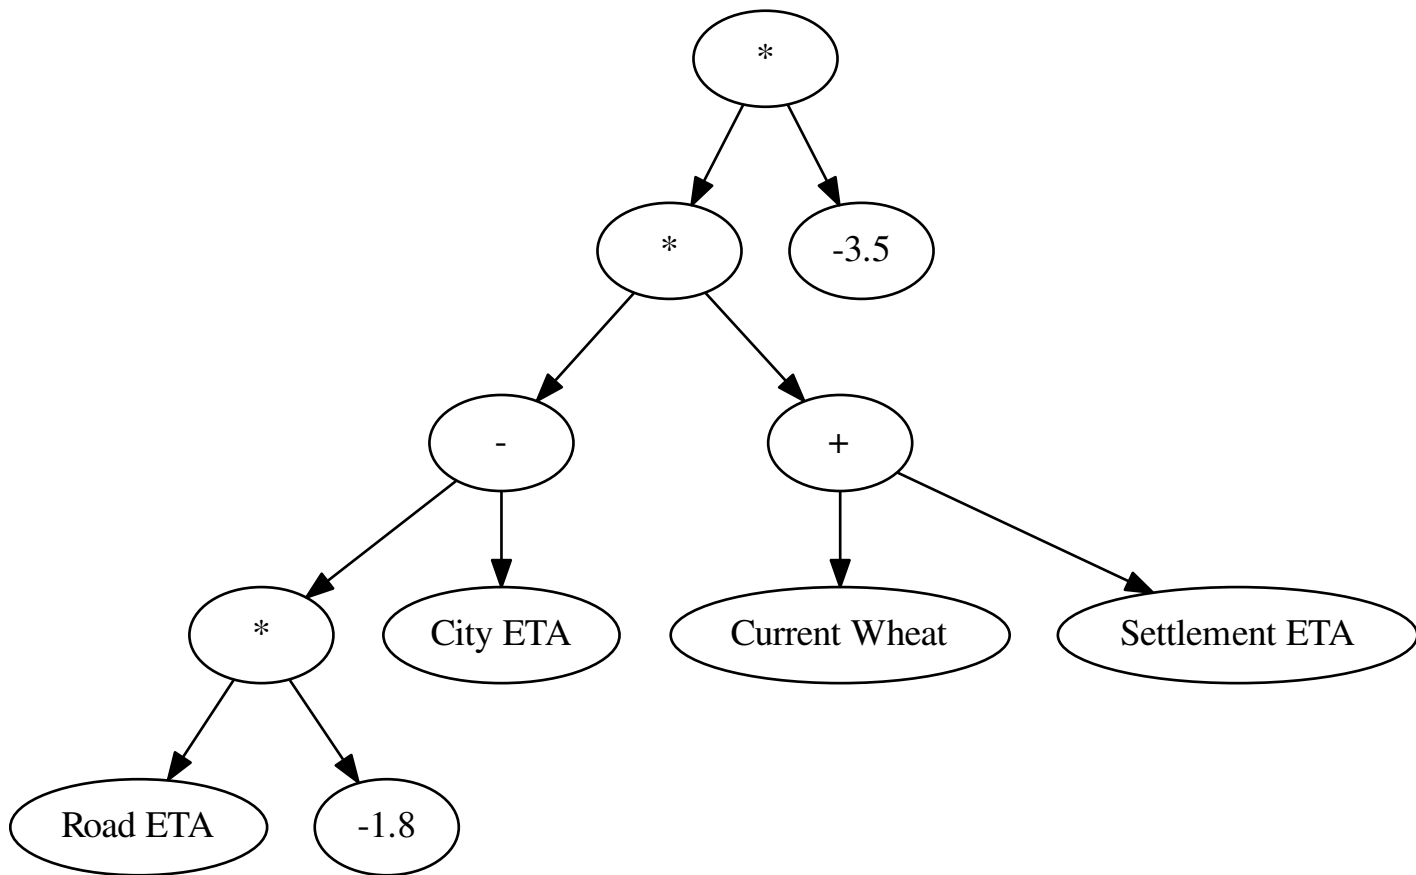 *
*
-3.5
-
+
*
City ETA
Current Wheat
Settlement ETA
Road ETA
-1.8